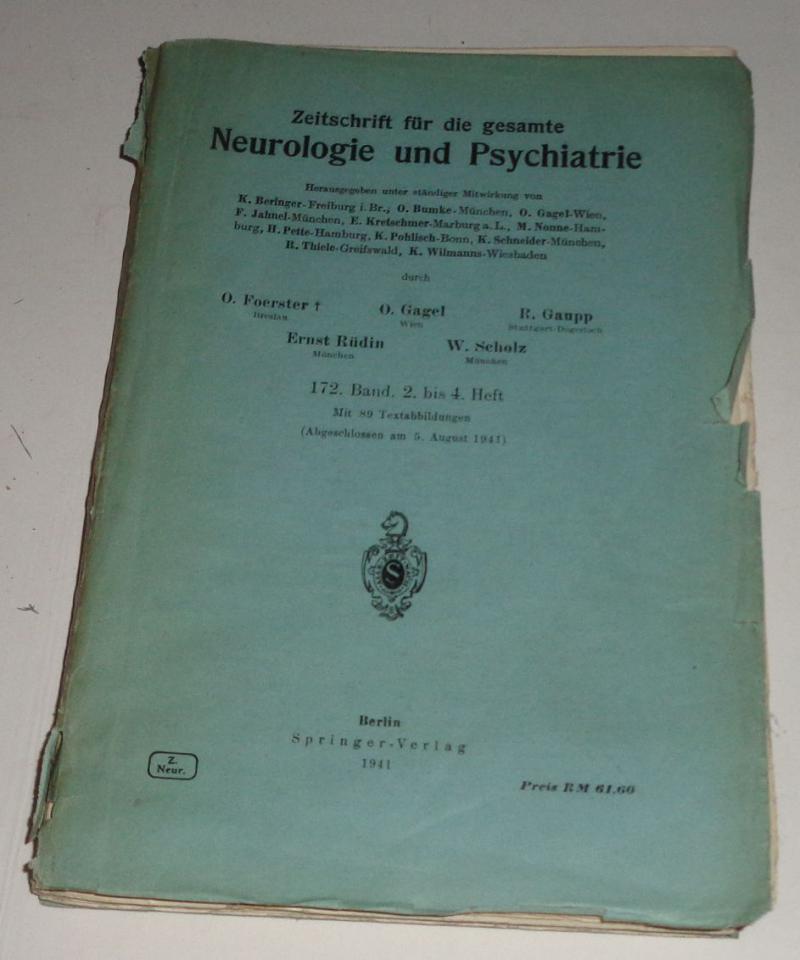 Zeitschrift für die gesamte
Neurologie und Psychiatrie
Herausgegeben unter ständiger Mitwirkung von
K. Beringer-Freiburg i. Br., O. Bumke-München, O. Gagel-Wien,
F. Jahnel-München, E. Kretschmer-Marburg a. L., M. Nonne-Ham-
burg, H. Pette-Hamburg, K. Pohlisch-Bonn, K. Schneider-München,
R. Thiele-Greifswald, K. Wilmanns-Wiesbaden
durch
O. Foerster † O. Gagel R. Gaupp
Breslau Wien Stuttgart-Degerloch
Ernst Rüdin W. Scholz
München München
172. Band. 2. bis 4. Heft
Mit 89 Textabbildungen
(Abgeschlossen am 5. August 1941)
S
Berlin
Springer-Verlag
1941
Z.
Neur.
Preis RM 61.60